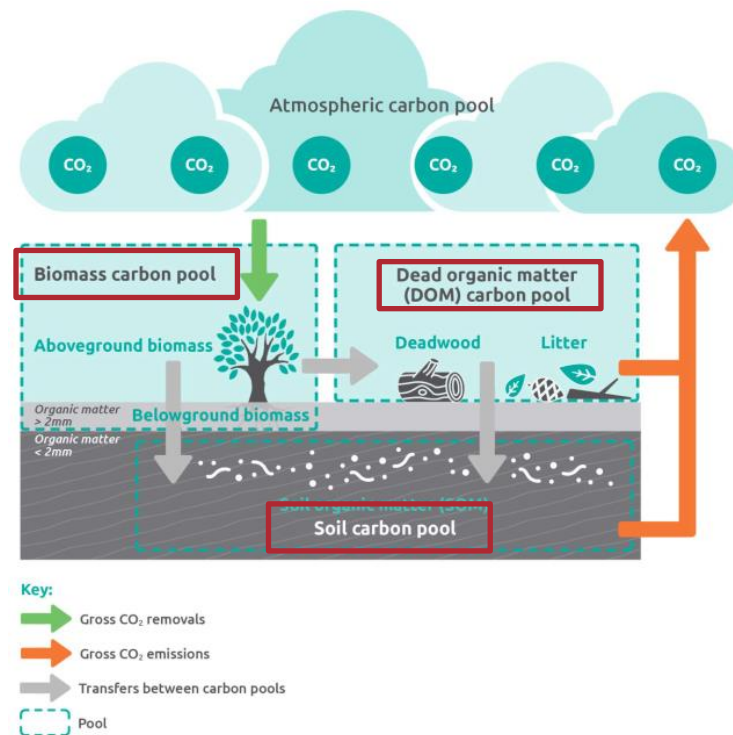 Atmospheric carbon pool
CO₂ CO₂ CO₂ CO₂ CO₂ CO₂
Biomass carbon pool
Dead organic matter
(DOM) carbon pool
Aboveground biomass
Deadwood
Litter
Organic matter
> 2mm
Belowground biomass
Organic matter
< 2mm
Soil organic matter (SOM)
Soil carbon pool
Key:
Gross CO₂ removals
Gross CO₂ emissions
Transfers between carbon pools
Pool